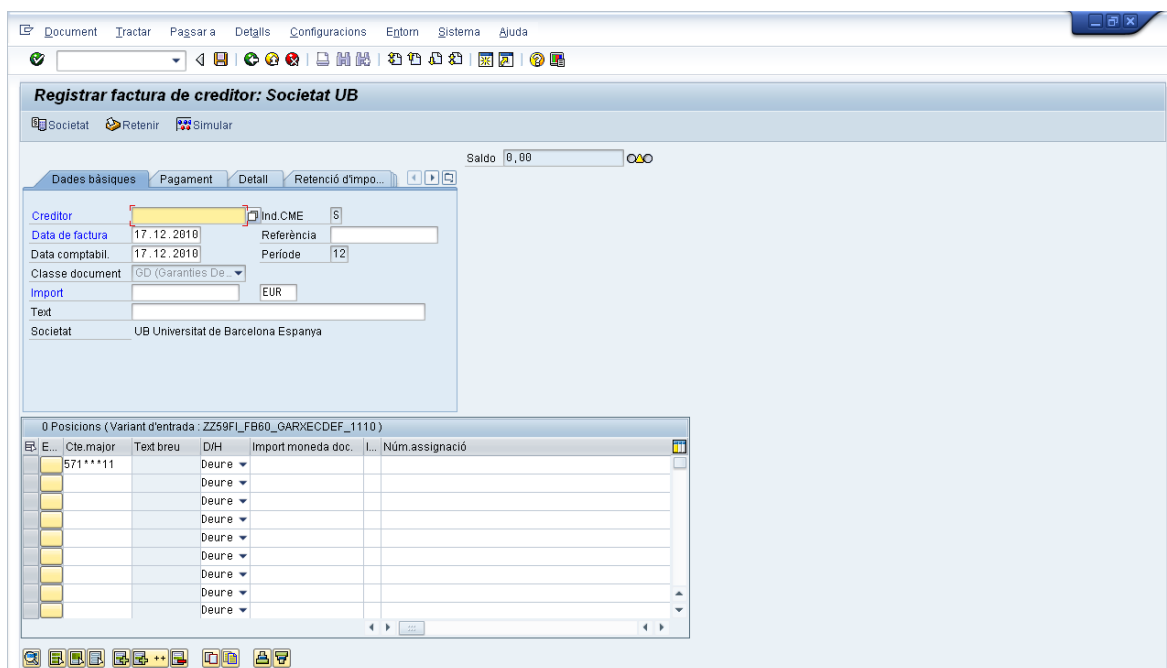 Document Tractar Passar a Detalls Configuracions Entorn Sistema Ajuda
Registrar factura de creditor: Societat UB
Societat Retenir Simular
Saldo 0,00
Dades bàsiques Pagament Detall Retenció d'impo...
Creditor Ind.CME S
Data de factura 17.12.2010 Referència
Data comptabil. 17.12.2010 Període 12
Classe document GD (Garanties De...
Import EUR
Text
Societat UB Universitat de Barcelona Espanya
0 Posicions ( Variant d'entrada : ZZ59FI_FB60_GARXECDEF_1110 )
E... Cte.major Text breu D/H Import moneda doc. I... Núm.assignació
571***11 Deure
Deure
Deure
Deure
Deure
Deure
Deure
Deure
Deure